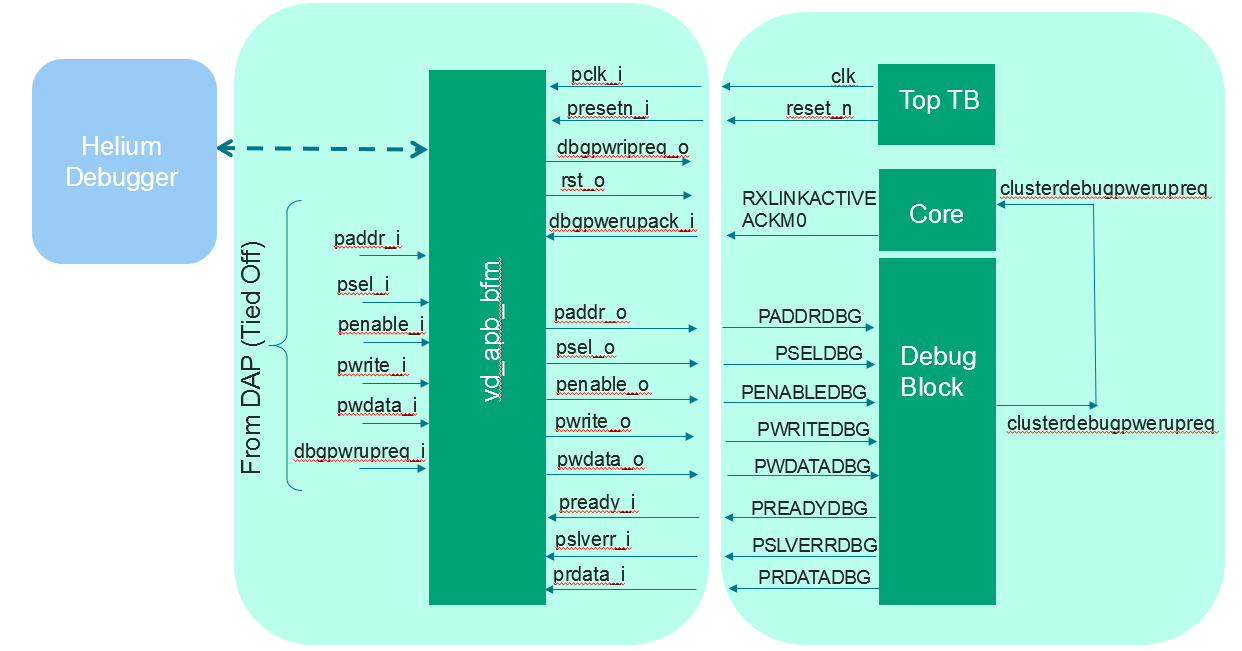 Helium
Debugger
From DAP (Tied Off)
paddr_i
psel_i
penable_i
pwrite_i
pwdata_i
dbgpwrupreq_i
vd_apb_bfm
pclk_i
presetn_i
dbgpwripreq_o
rst_o
dbgpwerupack_i
paddr_o
psel_o
penable_o
pwrite_o
pwdata_o
pready_i
pslverr_i
prdata_i
clk
reset_n
RXLINKACTIVE
ACKM0
PADDRDBG
PSELDBG
PENABLEDBG
PWRITEDBG
PWDATADBG
PREADYDBG
PSLVERRDBG
PRDATADBG
Top TB
Core
Debug
Block
clusterdebugpwerupreq
clusterdebugpwerupreq